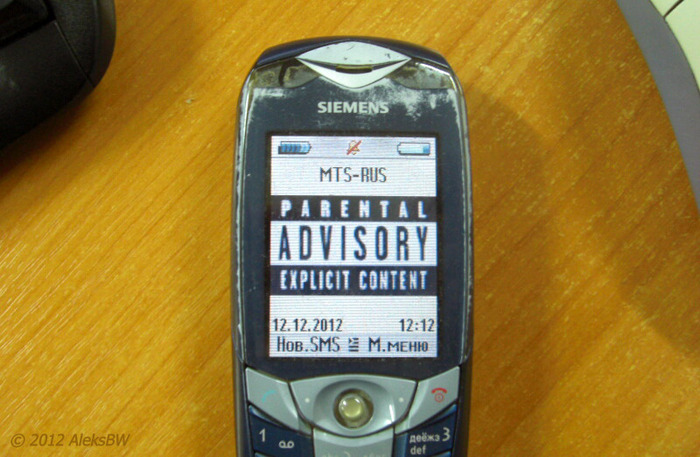 SIEMENS
MTS-RUS
PARENTAL
ADVISORY
EXPLICIT CONTENT
12.12.2012 12:12
Нов.SMS М.меню
1 деёжз 3
def
© 2012 AleksBW